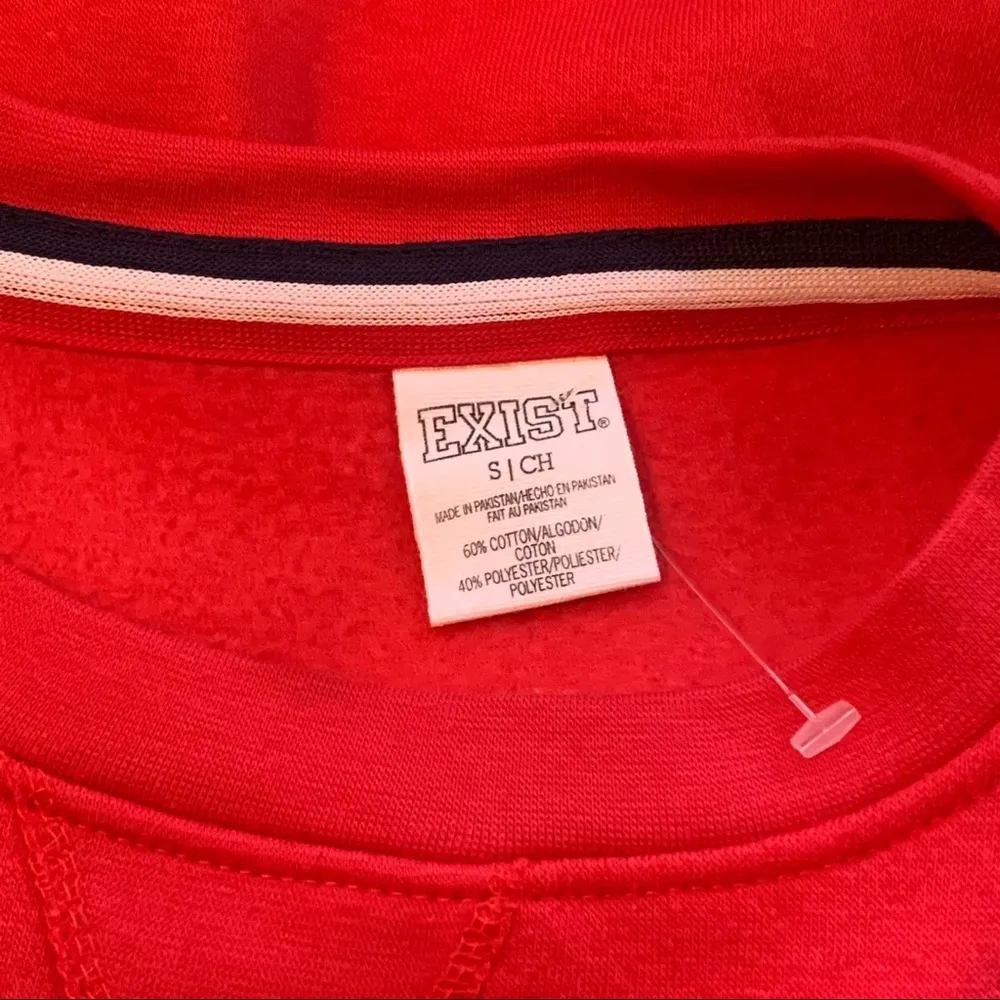 EXIST®
S | CH
MADE IN PAKISTAN/HECHO EN PAKISTAN
FAIT AU PAKISTAN
60% COTTON/ALGODON/
COTON
40% POLYESTER/POLIESTER/
POLYESTER